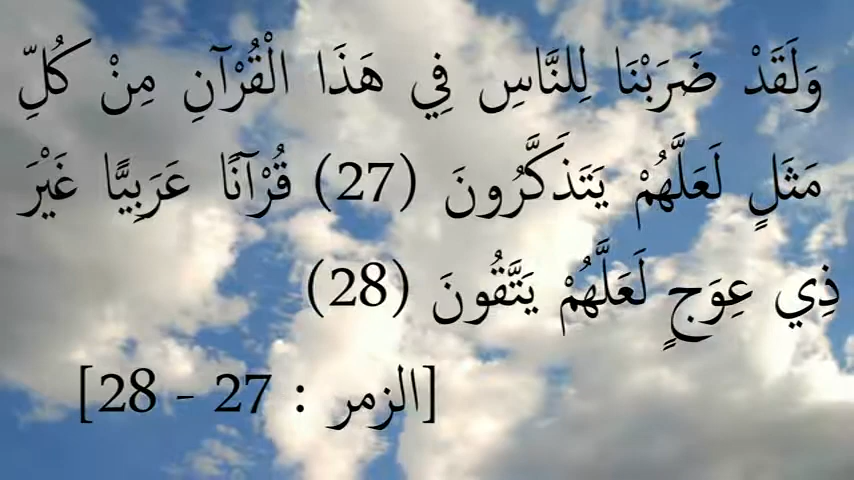 وَلَقَدْ ضَرَبْنَا لِلنَّاسِ فِي هَذَا الْقُرْآنِ مِنْ كُلِّ
مَثَلٍ لَعَلَّهُمْ يَتَذَكَّرُونَ (27) قُرْآنًا عَرَبِيًّا غَيْرَ
ذِي عِوَجٍ لَعَلَّهُمْ يَتَّقُونَ (28)
[الزمر : 27 - 28]